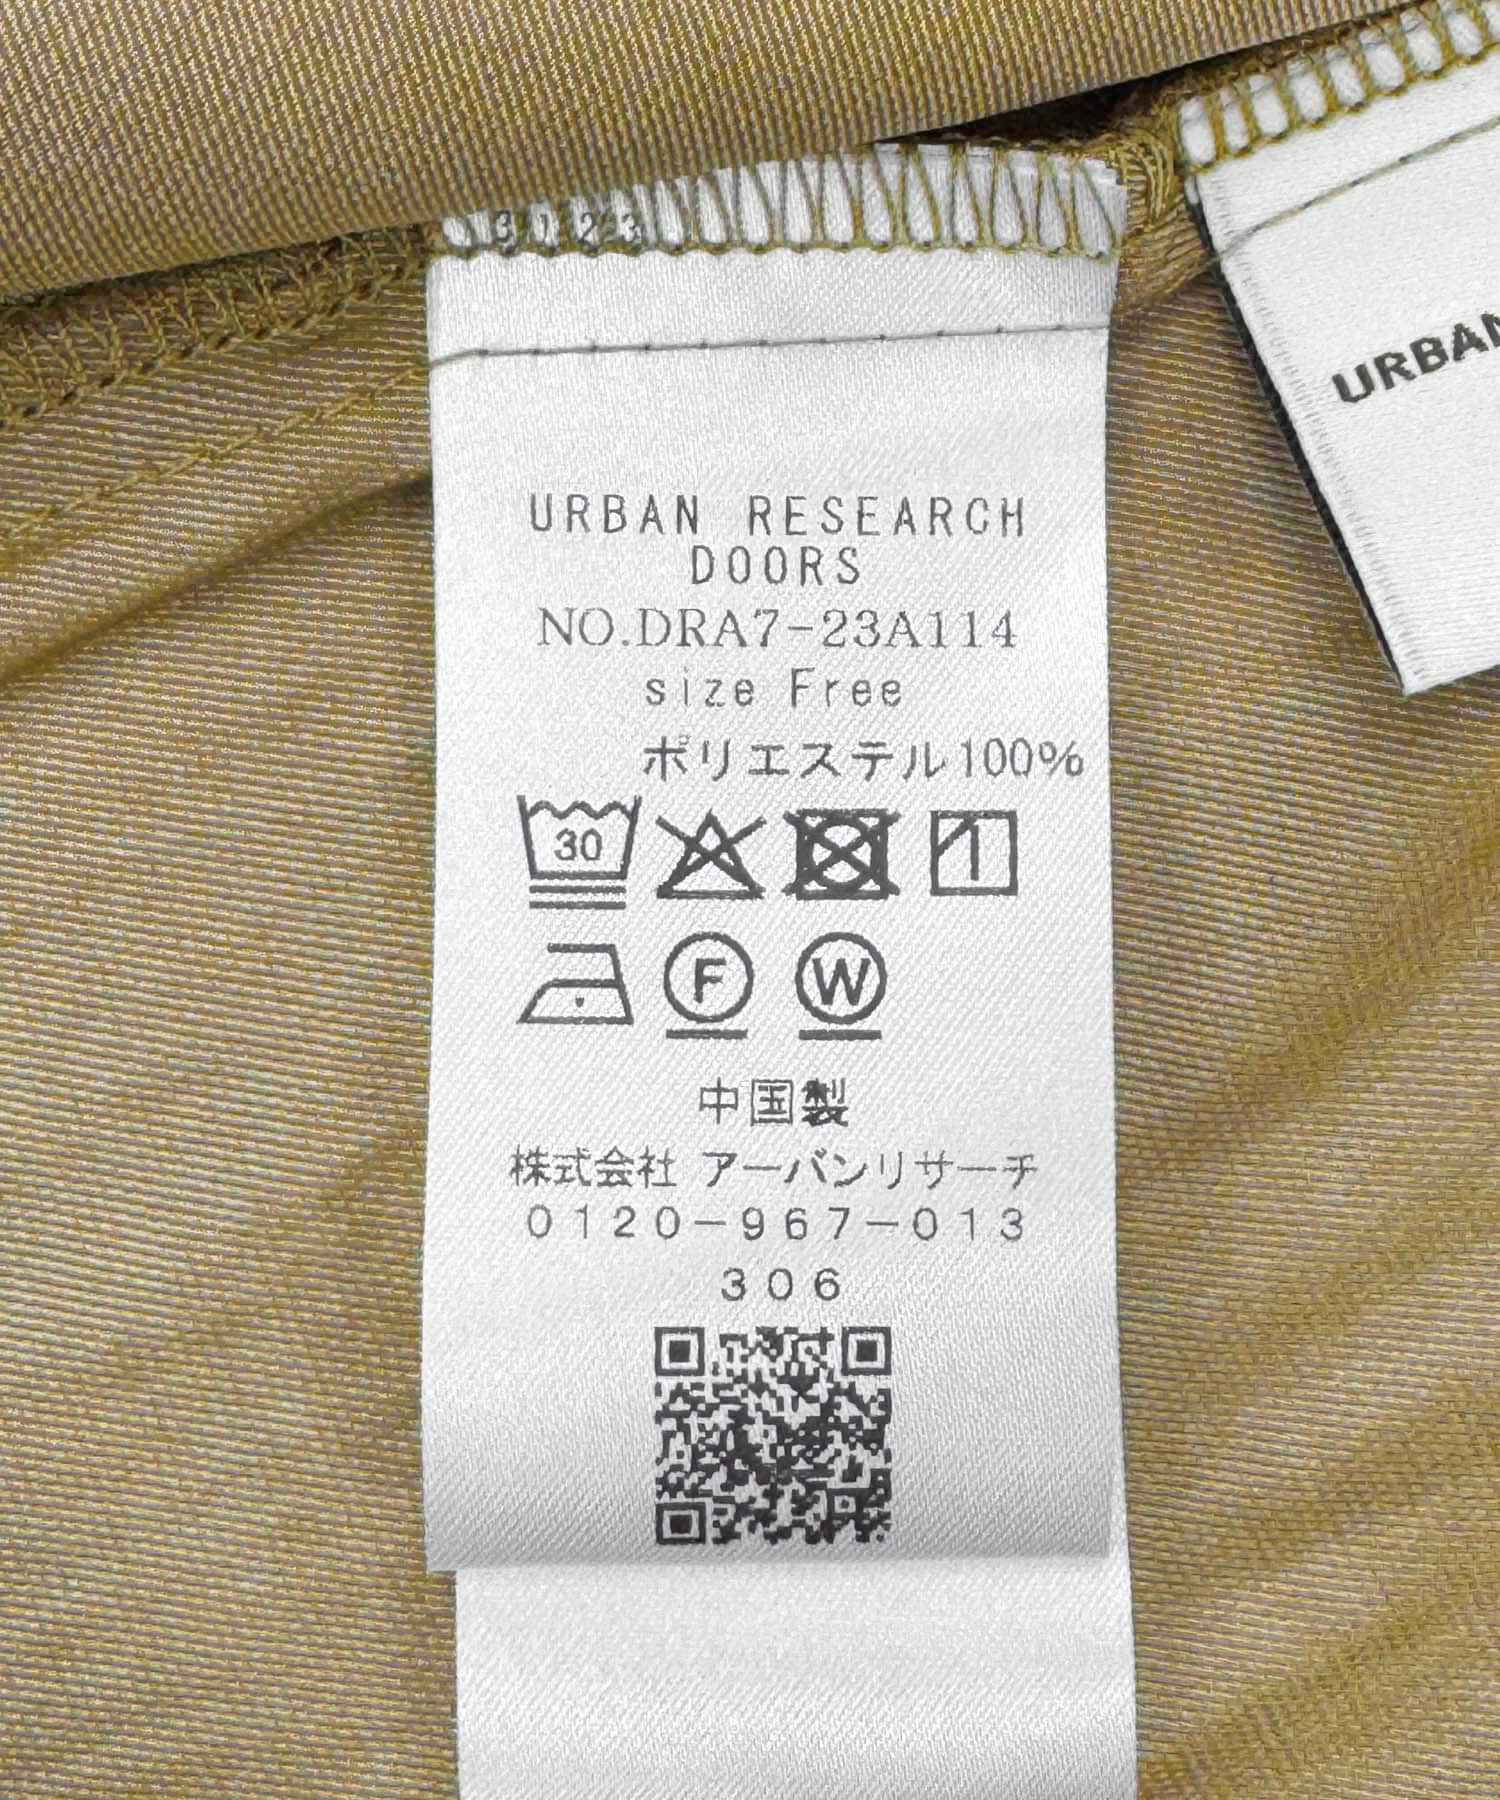 3123
URBAN
URBAN RESEARCH
DOORS
NO.DRA7-23A114
size Free
ポリエステル100%
30
1
F W
中国製
株式会社 アーバンリサーチ
0120-967-013
306